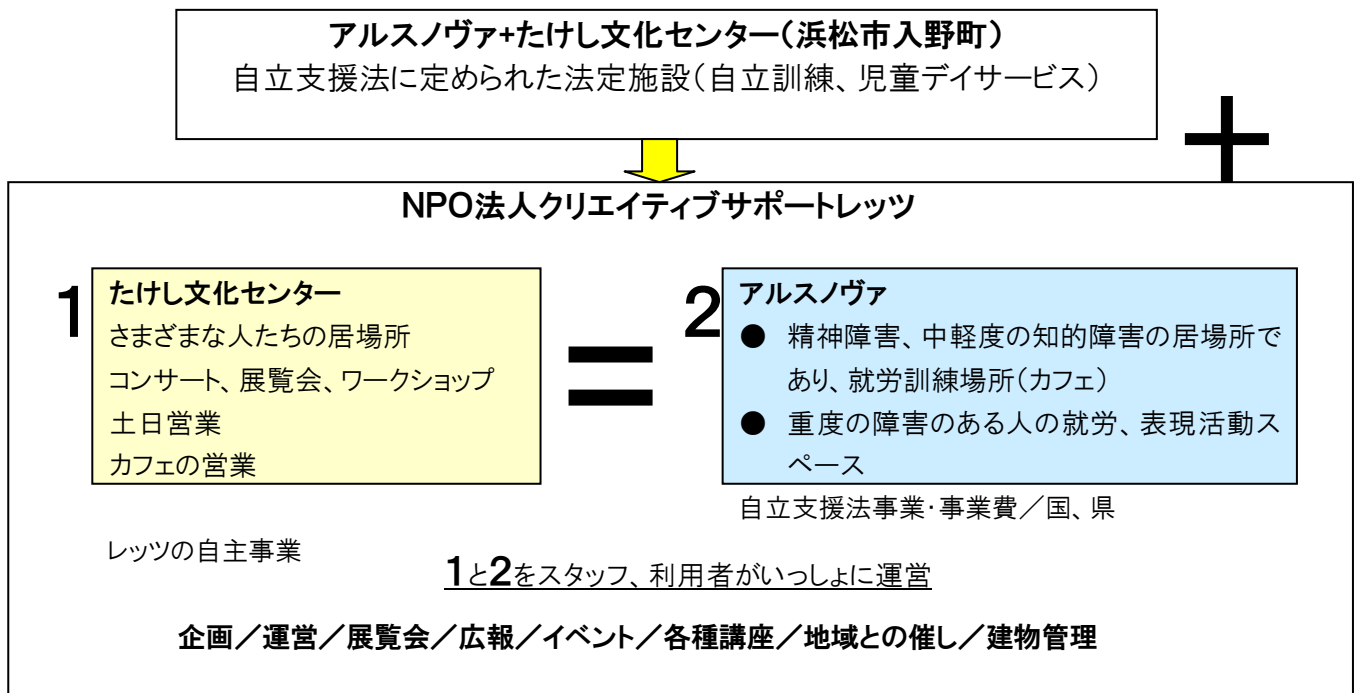 アルスノヴァ+たけし文化センター(浜松市入野町)
自立支援法に定められた法定施設(自立訓練、児童デイサービス)
+
NPO法人クリエイティブサポートレッツ
1
たけし文化センター
さまざまな人たちの居場所
コンサート、展覧会、ワークショップ
土日営業
カフェの営業
=
2
アルスノヴァ
● 精神障害、中軽度の知的障害の居場所で
あり、就労訓練場所(カフェ)
● 重度の障害のある人の就労、表現活動ス
ペース
自立支援法事業・事業費/国、県
レッツの自主事業
1と2をスタッフ、利用者がいっしょに運営
企画/運営/展覧会/広報/イベント/各種講座/地域との催し/建物管理